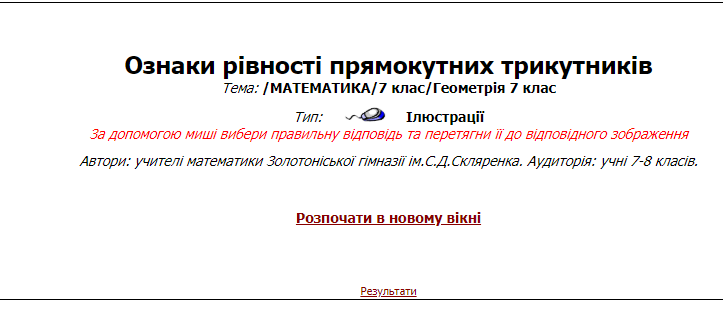 Ознаки рівності прямокутних трикутників
Тема: /МАТЕМАТИКА/7 клас/Геометрія 7 клас
Тип: Ілюстрації
За допомогою миші вибери правильну відповідь та перетягни її до відповідного зображення
Автори: учителі математики Золотоніської гімназії ім.С.Д.Скляренка. Аудиторія: учні 7-8 класів.
Розпочати в новому вікні
Результати